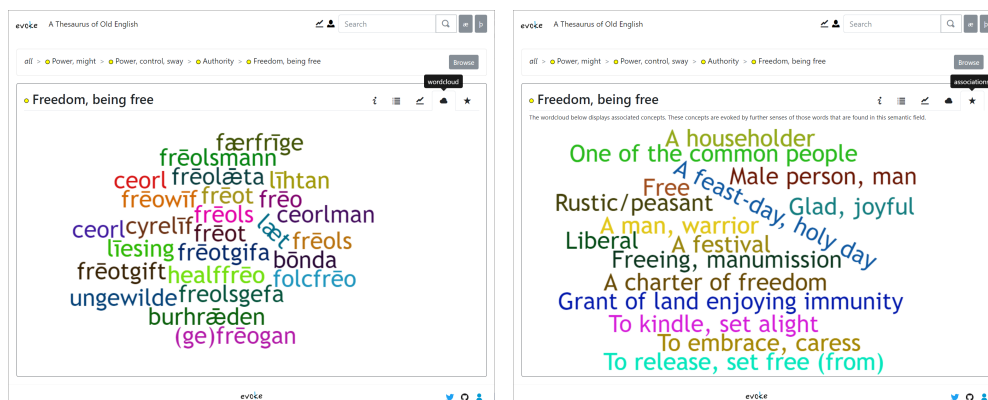 evoke A Thesaurus of Old English Search æ þ
all > Power, might > Power, control, sway > Authority > Freedom, being free Browse
wordcloud
Freedom, being free i
færfrīge
frēolsmann
frēolǣta
ceorl līhtan
frēowīf frēot frēo
frēols ceorlman
ceorl cyrelīf frēot læt frēols
līesing frēotgifa bōnda
frēotgift healffrēo folcfrēo
ungewilde freolsgefa
burhrǣden
(ge)frēogan
evoke
evoke A Thesaurus of Old English Search æ þ
all > Power, might > Power, control, sway > Authority > Freedom, being free Browse
associations
Freedom, being free i
The wordcloud below displays associated concepts. These concepts are evoked by further senses of those words that are found in this semantic field.
A householder
One of the common people
A feast-day, holy day
Male person, man
Free
Rustic/peasant
Glad, joyful
A man, warrior
Liberal
A festival
Freeing, manumission
A charter of freedom
Grant of land enjoying immunity
To kindle, set alight
To embrace, caress
To release, set free (from)
evoke